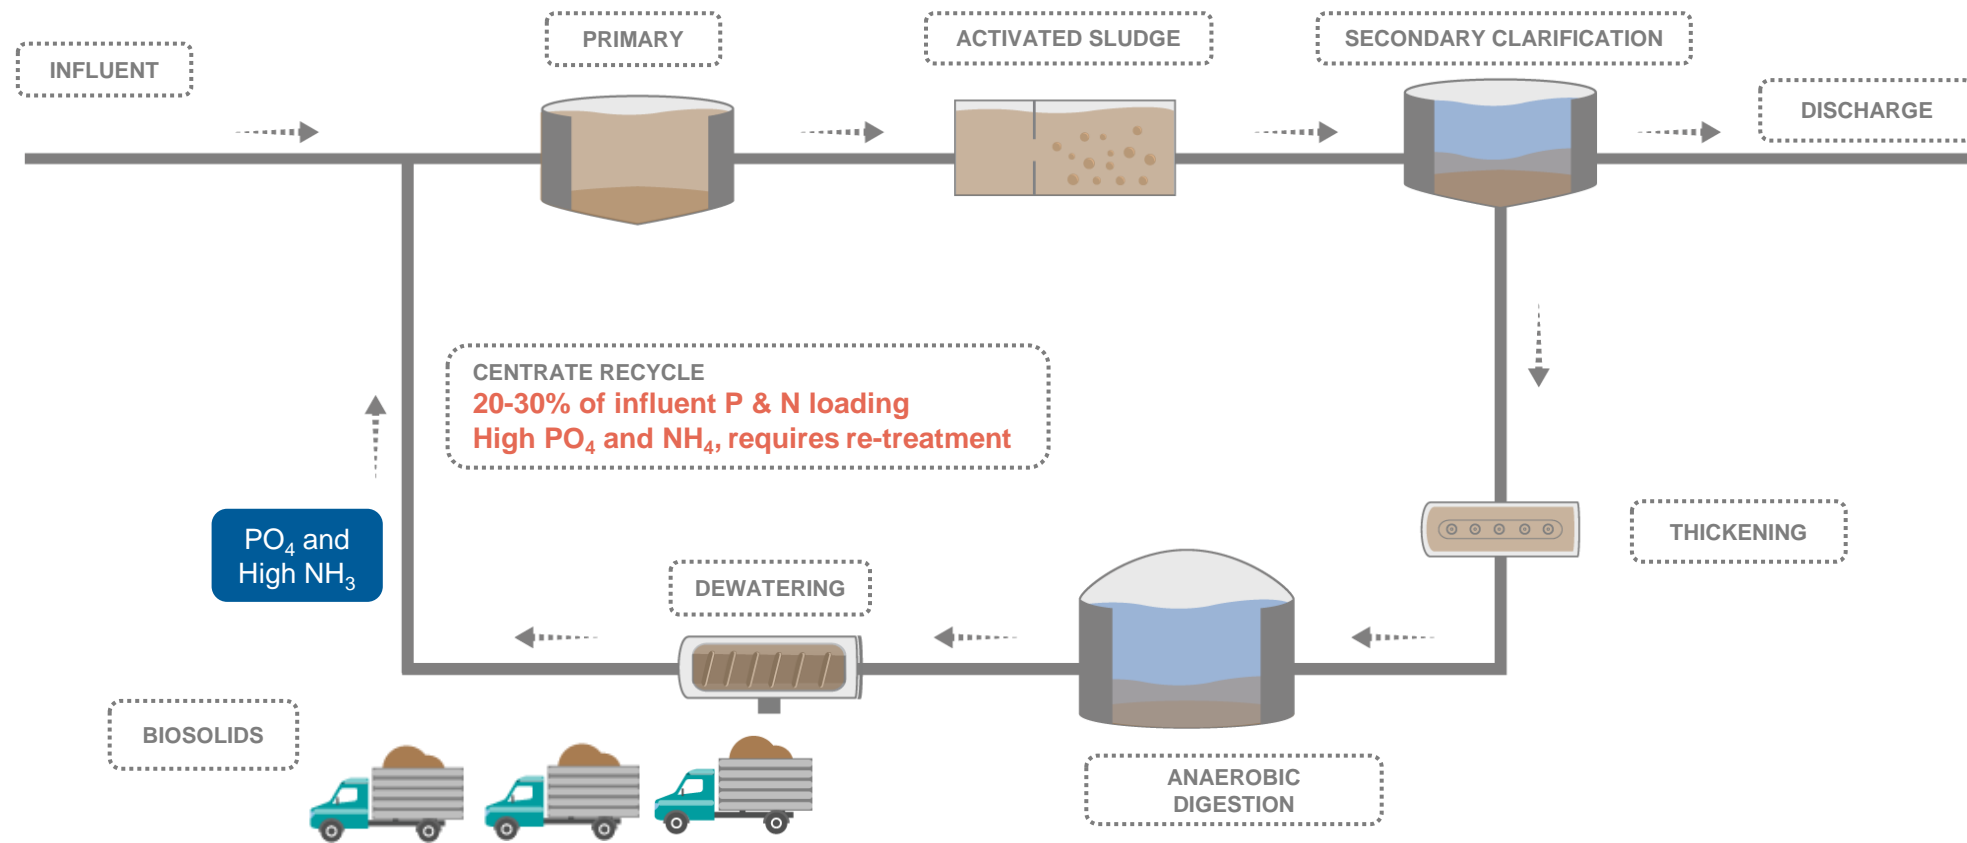 INFLUENT
PRIMARY
ACTIVATED SLUDGE
SECONDARY CLARIFICATION
DISCHARGE
CENTRATE RECYCLE
20-30% of influent P & N loading
High PO₄ and NH₄, requires re-treatment
PO₄ and
High NH₃
THICKENING
DEWATERING
BIOSOLIDS
ANAEROBIC
DIGESTION